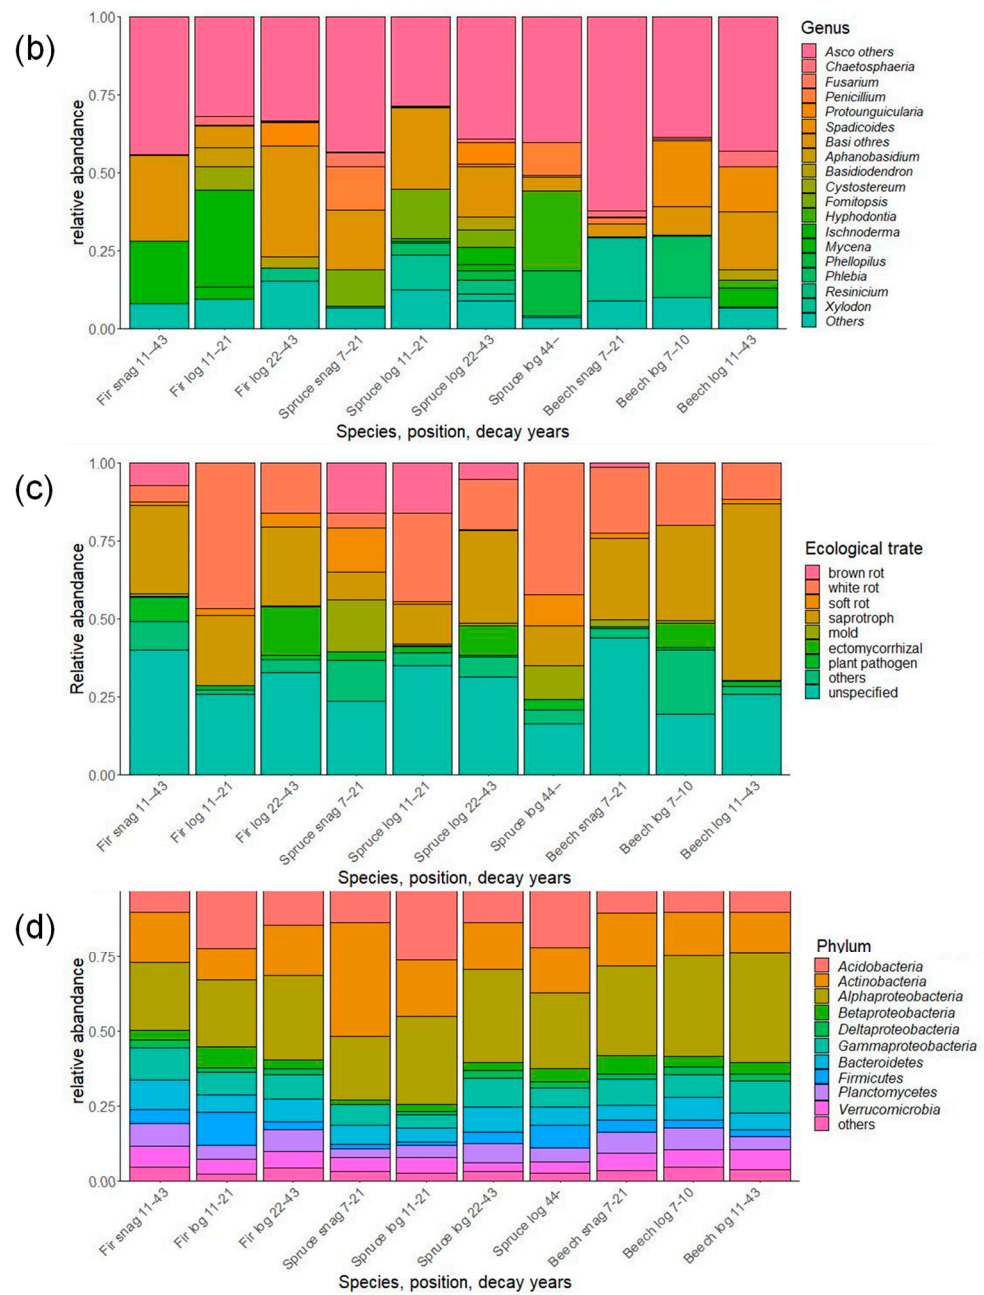 (b)
relative abundance
1.00
0.75
0.50
0.25
0.00
Fir snag 11–43
Fir log 11–21
Fir log 22–43
Spruce snag 7–21
Spruce log 11–21
Spruce log 22–43
Spruce log 44–
Beech snag 7–21
Beech log 7–10
Beech log 11–43
Species, position, decay years
Genus
Asco others
Chaetosphaeria
Fusarium
Penicillium
Protounguicularia
Spadicoides
Basi othres
Aphanobasidium
Basidiodendron
Cystostereum
Fomitopsis
Hyphodontia
Ischnoderma
Mycena
Phellopilus
Phlebia
Resinicium
Xylodon
Others
(c)
Relative abundance
1.00
0.75
0.50
0.25
0.00
Fir snag 11–43
Fir log 11–21
Fir log 22–43
Spruce snag 7–21
Spruce log 11–21
Spruce log 22–43
Spruce log 44–
Beech snag 7–21
Beech log 7–10
Beech log 11–43
Species, position, decay years
Ecological trate
brown rot
white rot
soft rot
saprotroph
mold
ectomycorrhizal
plant pathogen
others
unspecified
(d)
relative abundance
0.75
0.50
0.25
0.00
Fir snag 11-43
Fir log 11-21
Fir log 22-43
Spruce snag 7-21
Spruce log 11-21
Spruce log 22-43
Spruce log 44-
Beech snag 7-21
Beech log 7-10
Beech log 11-43
Species, position, decay years
Phylum
Acidobacteria
Actinobacteria
Alphaproteobacteria
Betaproteobacteria
Deltaproteobacteria
Gammaproteobacteria
Bacteroidetes
Firmicutes
Planctomycetes
Verrucomicrobia
others